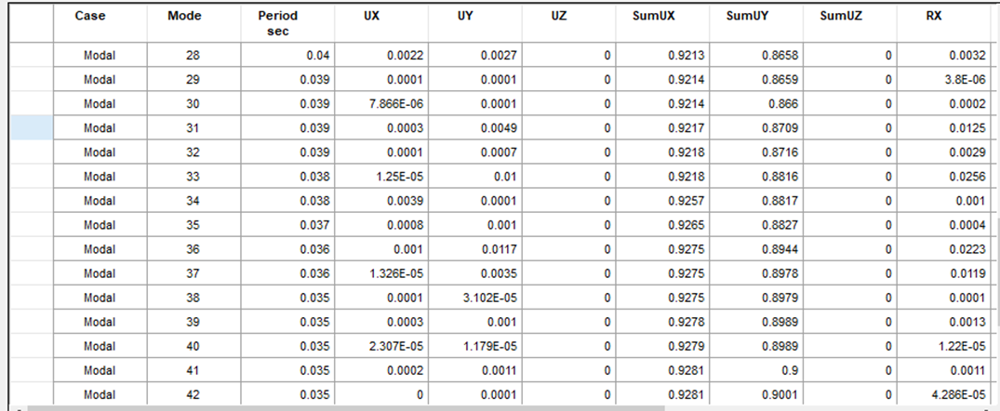 Case Mode Period UX UY UZ SumUX SumUY SumUZ RX
sec
Modal 28 0.04 0.0022 0.0027 0 0.9213 0.8658 0 0.0032
Modal 29 0.039 0.0001 0.0001 0 0.9214 0.8659 0 3.8E-06
Modal 30 0.039 7.866E-06 0.0001 0 0.9214 0.866 0 0.0002
Modal 31 0.039 0.0003 0.0049 0 0.9217 0.8709 0 0.0125
Modal 32 0.039 0.0001 0.0007 0 0.9218 0.8716 0 0.0029
Modal 33 0.038 1.25E-05 0.01 0 0.9218 0.8816 0 0.0256
Modal 34 0.038 0.0039 0.0001 0 0.9257 0.8817 0 0.001
Modal 35 0.037 0.0008 0.001 0 0.9265 0.8827 0 0.0004
Modal 36 0.036 0.001 0.0117 0 0.9275 0.8944 0 0.0223
Modal 37 0.036 1.326E-05 0.0035 0 0.9275 0.8978 0 0.0119
Modal 38 0.035 0.0001 3.102E-05 0 0.9275 0.8979 0 0.0001
Modal 39 0.035 0.0003 0.001 0 0.9278 0.8989 0 0.0013
Modal 40 0.035 2.307E-05 1.179E-05 0 0.9279 0.8989 0 1.22E-05
Modal 41 0.035 0.0002 0.0011 0 0.9281 0.9 0 0.0011
Modal 42 0.035 0 0.0001 0 0.9281 0.9001 0 4.286E-05